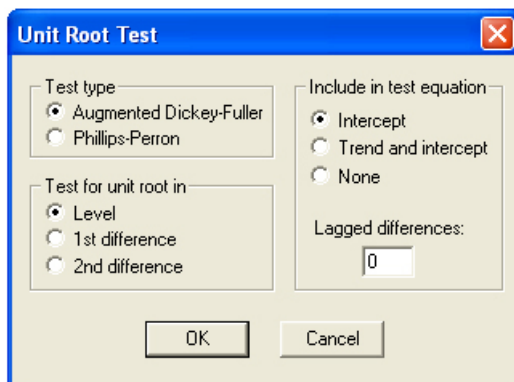 Unit Root Test
Test type
Augmented Dickey-Fuller
Phillips-Perron
Test for unit root in
Level
1st difference
2nd difference
Include in test equation
Intercept
Trend and intercept
None
Lagged differences:
0
OK
Cancel